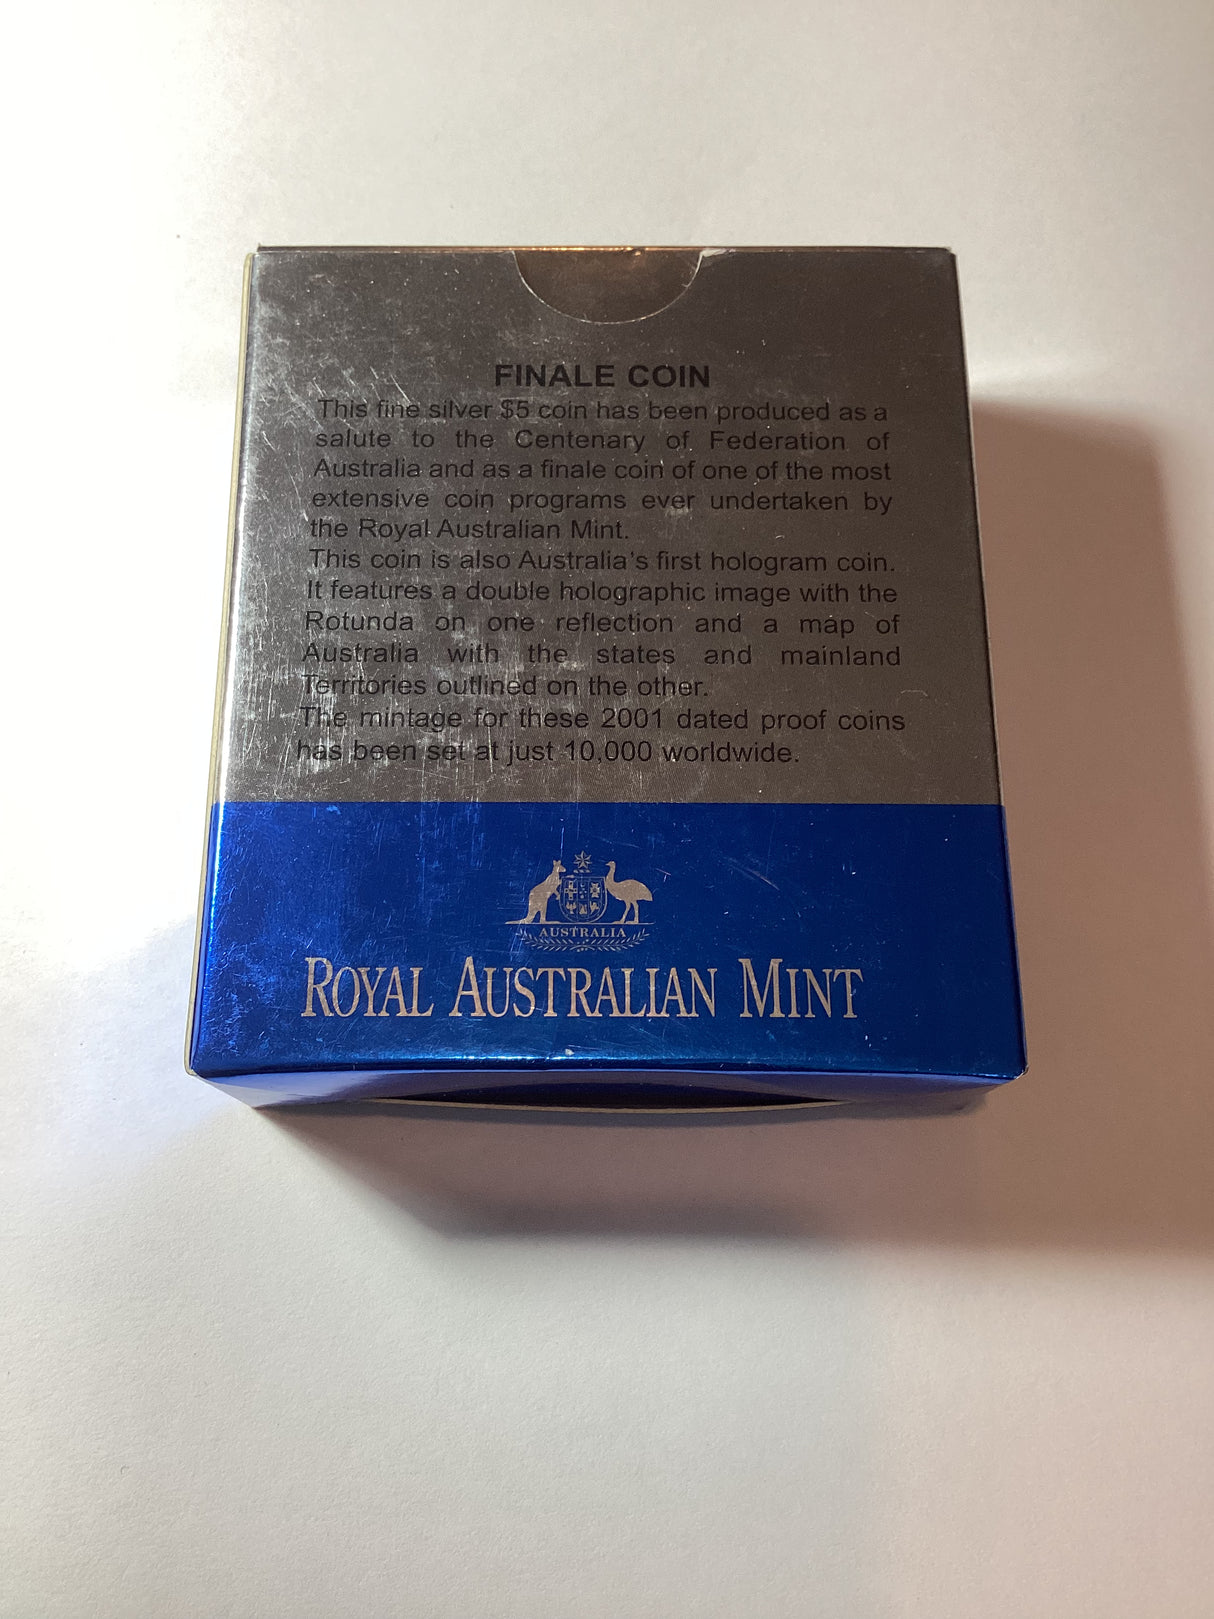 FINALE COIN
This fine silver $5 coin has been produced as a
salute to the Centenary of Federation of
Australia and as a finale coin of one of the most
extensive coin programs ever undertaken by
the Royal Australian Mint.
This coin is also Australia's first hologram coin.
It features a double holographic image with the
Rotunda on one reflection and a map of
Australia with the states and mainland
Territories outlined on the other.
The mintage for these 2001 dated proof coins
has been set at just 10,000 worldwide.
AUSTRALIA
ROYAL AUSTRALIAN MINT